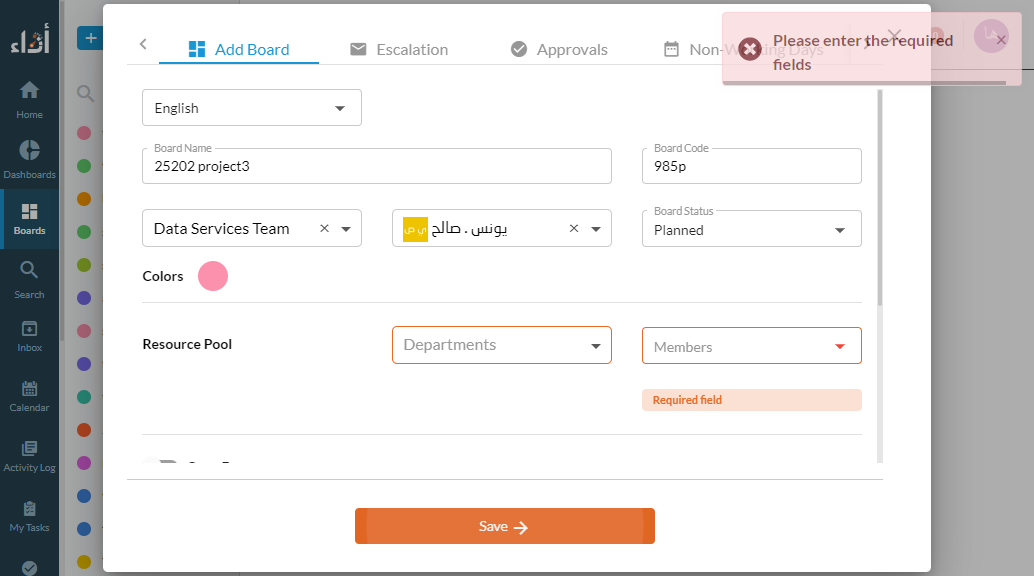 أداء
Home
Dashboards
Boards
Search
Inbox
Calendar
Activity Log
My Tasks
Add Board
Escalation
Approvals
Non-Working Days
Please enter the required
fields
English
Board Name
25202 project3
Board Code
985p
Data Services Team
ي ص
يونس . صالح
Board Status
Planned
Colors
Resource Pool
Departments
Members
Required field
Save